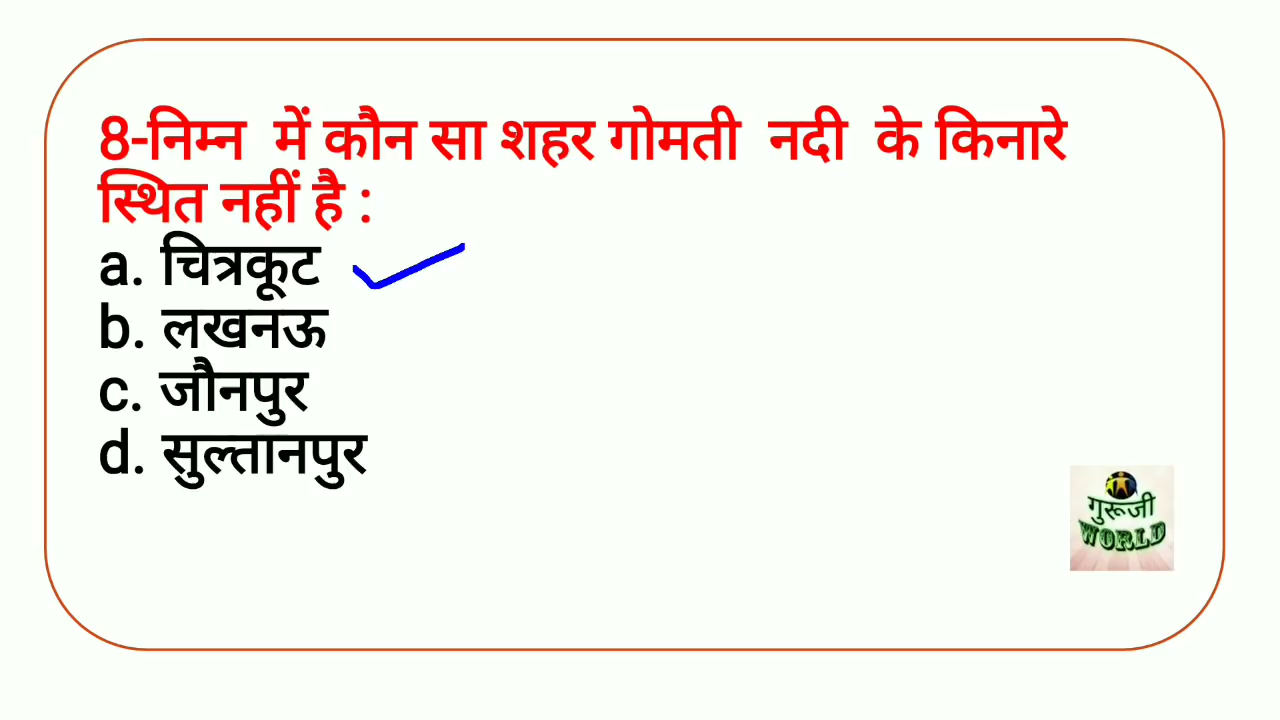 8-निम्न में कौन सा शहर गोमती नदी के किनारे
स्थित नहीं है :
a. चित्रकूट
b. लखनऊ
c. जौनपुर
d. सुल्तानपुर
गुरूजी
WORLD